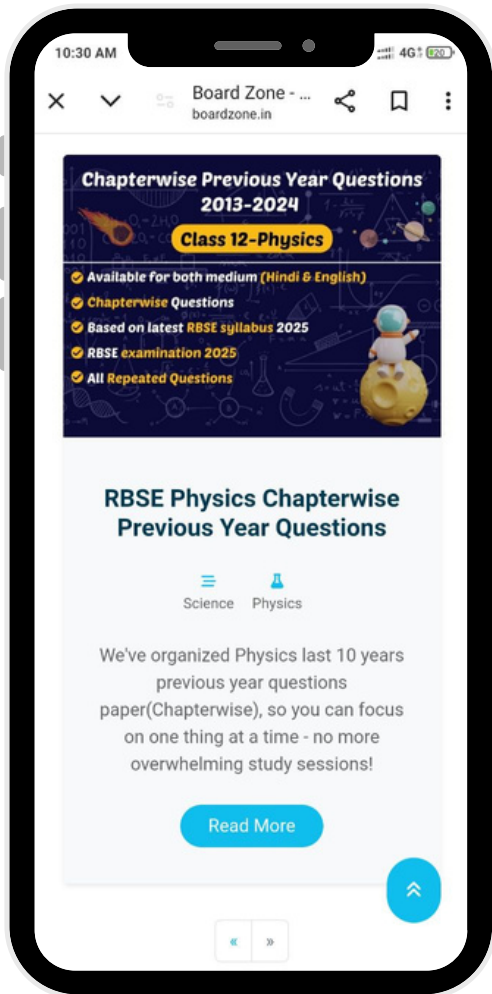 10:30 AM
4G
20
Board Zone - ...
boardzone.in
Chapterwise Previous Year Questions
2013-2024
Class 12-Physics
Available for both medium (Hindi & English)
Chapterwise Questions
Based on latest RBSE syllabus 2025
RBSE examination 2025
All Repeated Questions
RBSE Physics Chapterwise
Previous Year Questions
Science Physics
We've organized Physics last 10 years
previous year questions
paper(Chapterwise), so you can focus
on one thing at a time - no more
overwhelming study sessions!
Read More
« »